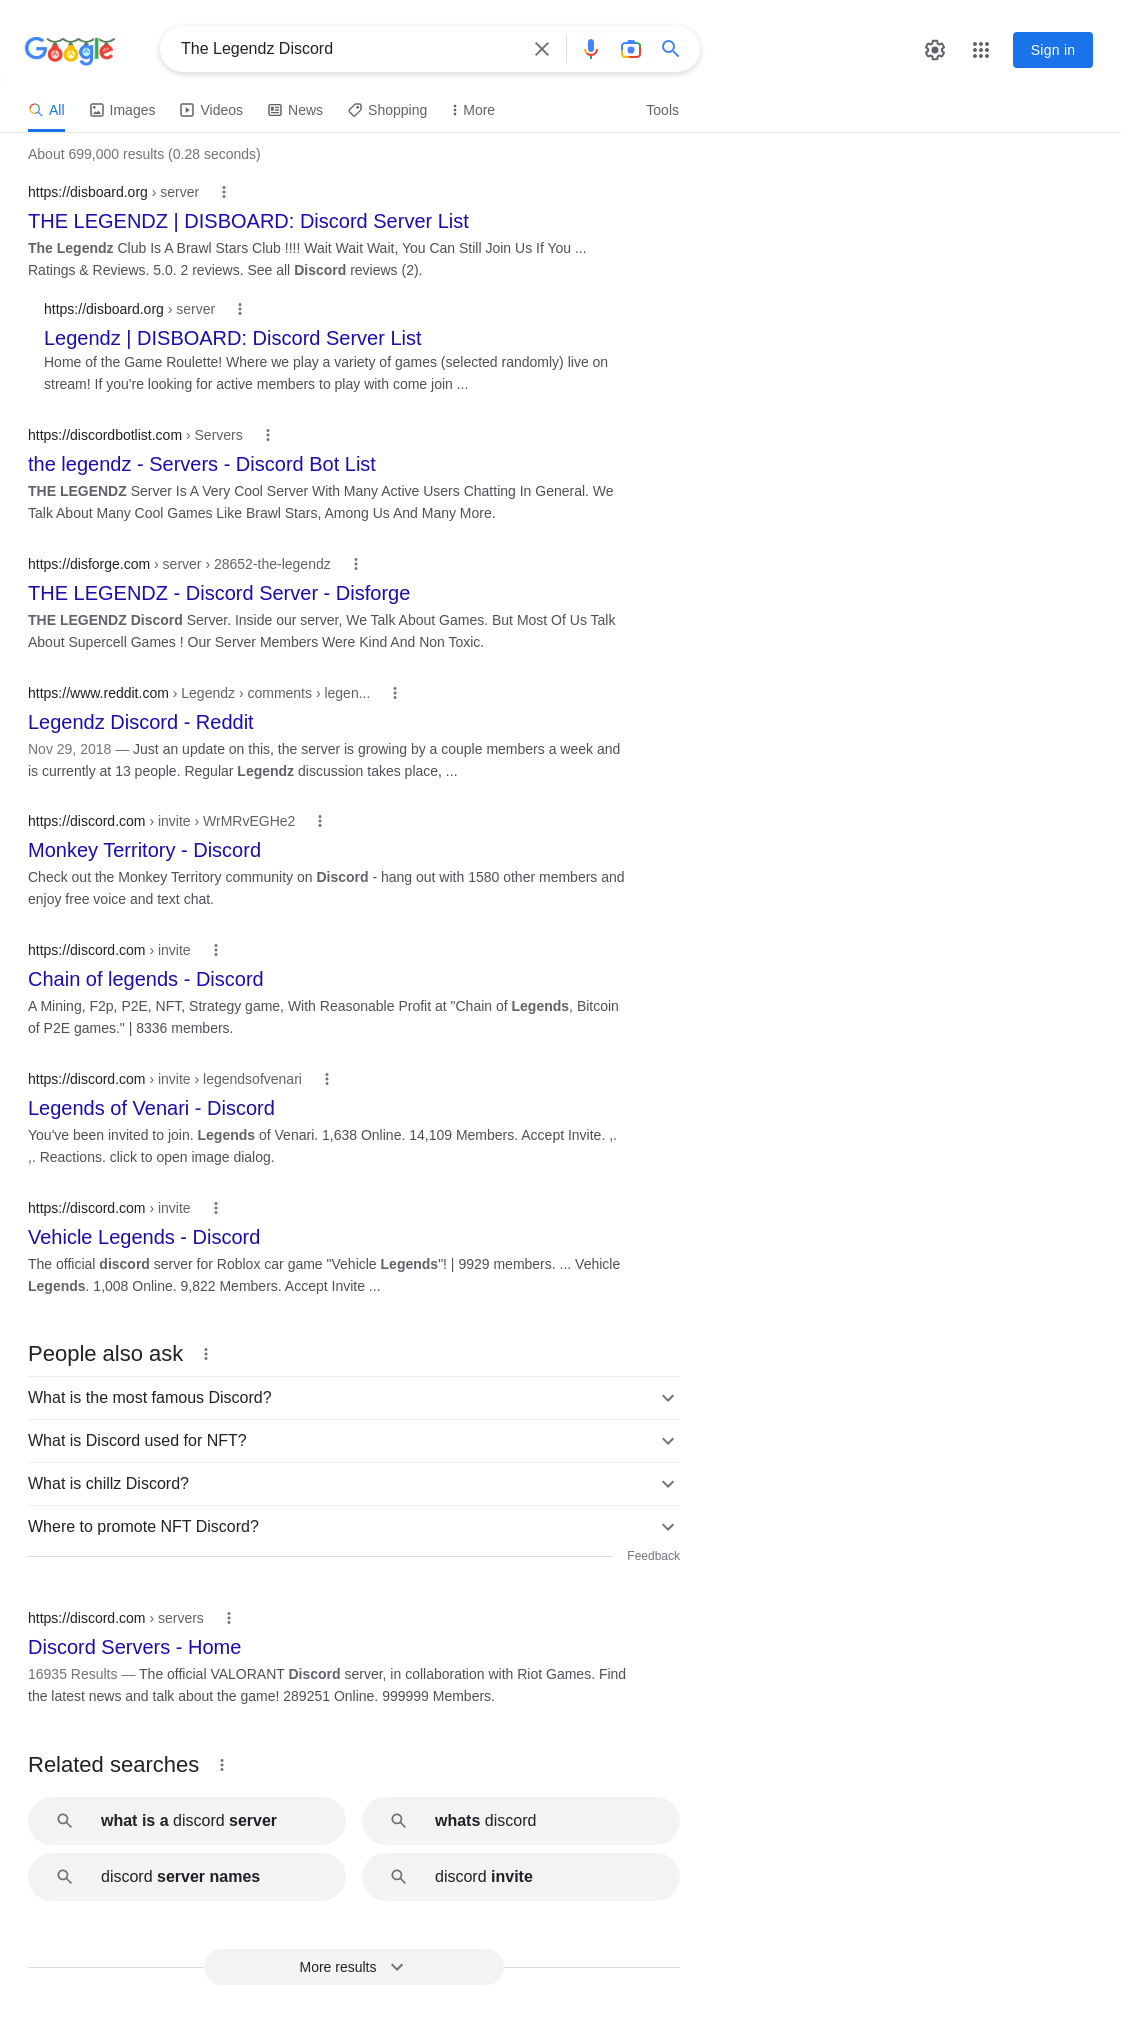 Google
The Legendz Discord
Sign in
All
Images
Videos
News
Shopping
More
Tools
About 699,000 results (0.28 seconds)
https://disboard.org › server
THE LEGENDZ | DISBOARD: Discord Server List
The Legendz Club Is A Brawl Stars Club !!!! Wait Wait Wait, You Can Still Join Us If You ...
Ratings & Reviews. 5.0. 2 reviews. See all Discord reviews (2).
https://disboard.org › server
Legendz | DISBOARD: Discord Server List
Home of the Game Roulette! Where we play a variety of games (selected randomly) live on
stream! If you're looking for active members to play with come join ...
https://discordbotlist.com › Servers
the legendz - Servers - Discord Bot List
THE LEGENDZ Server Is A Very Cool Server With Many Active Users Chatting In General. We
Talk About Many Cool Games Like Brawl Stars, Among Us And Many More.
https://disforge.com › server › 28652-the-legendz
THE LEGENDZ - Discord Server - Disforge
THE LEGENDZ Discord Server. Inside our server, We Talk About Games. But Most Of Us Talk
About Supercell Games ! Our Server Members Were Kind And Non Toxic.
https://www.reddit.com › Legendz › comments › legen...
Legendz Discord - Reddit
Nov 29, 2018 — Just an update on this, the server is growing by a couple members a week and
is currently at 13 people. Regular Legendz discussion takes place, ...
https://discord.com › invite › WrMRvEGHe2
Monkey Territory - Discord
Check out the Monkey Territory community on Discord - hang out with 1580 other members and
enjoy free voice and text chat.
https://discord.com › invite
Chain of legends - Discord
A Mining, F2p, P2E, NFT, Strategy game, With Reasonable Profit at "Chain of Legends, Bitcoin
of P2E games." | 8336 members.
https://discord.com › invite › legendsofvenari
Legends of Venari - Discord
You've been invited to join. Legends of Venari. 1,638 Online. 14,109 Members. Accept Invite. ,.
,. Reactions. click to open image dialog.
https://discord.com › invite
Vehicle Legends - Discord
The official discord server for Roblox car game "Vehicle Legends"! | 9929 members. ... Vehicle
Legends. 1,008 Online. 9,822 Members. Accept Invite ...
People also ask
What is the most famous Discord?
What is Discord used for NFT?
What is chillz Discord?
Where to promote NFT Discord?
Feedback
https://discord.com › servers
Discord Servers - Home
16935 Results — The official VALORANT Discord server, in collaboration with Riot Games. Find
the latest news and talk about the game! 289251 Online. 999999 Members.
Related searches
what is a discord server
whats discord
discord server names
discord invite
More results